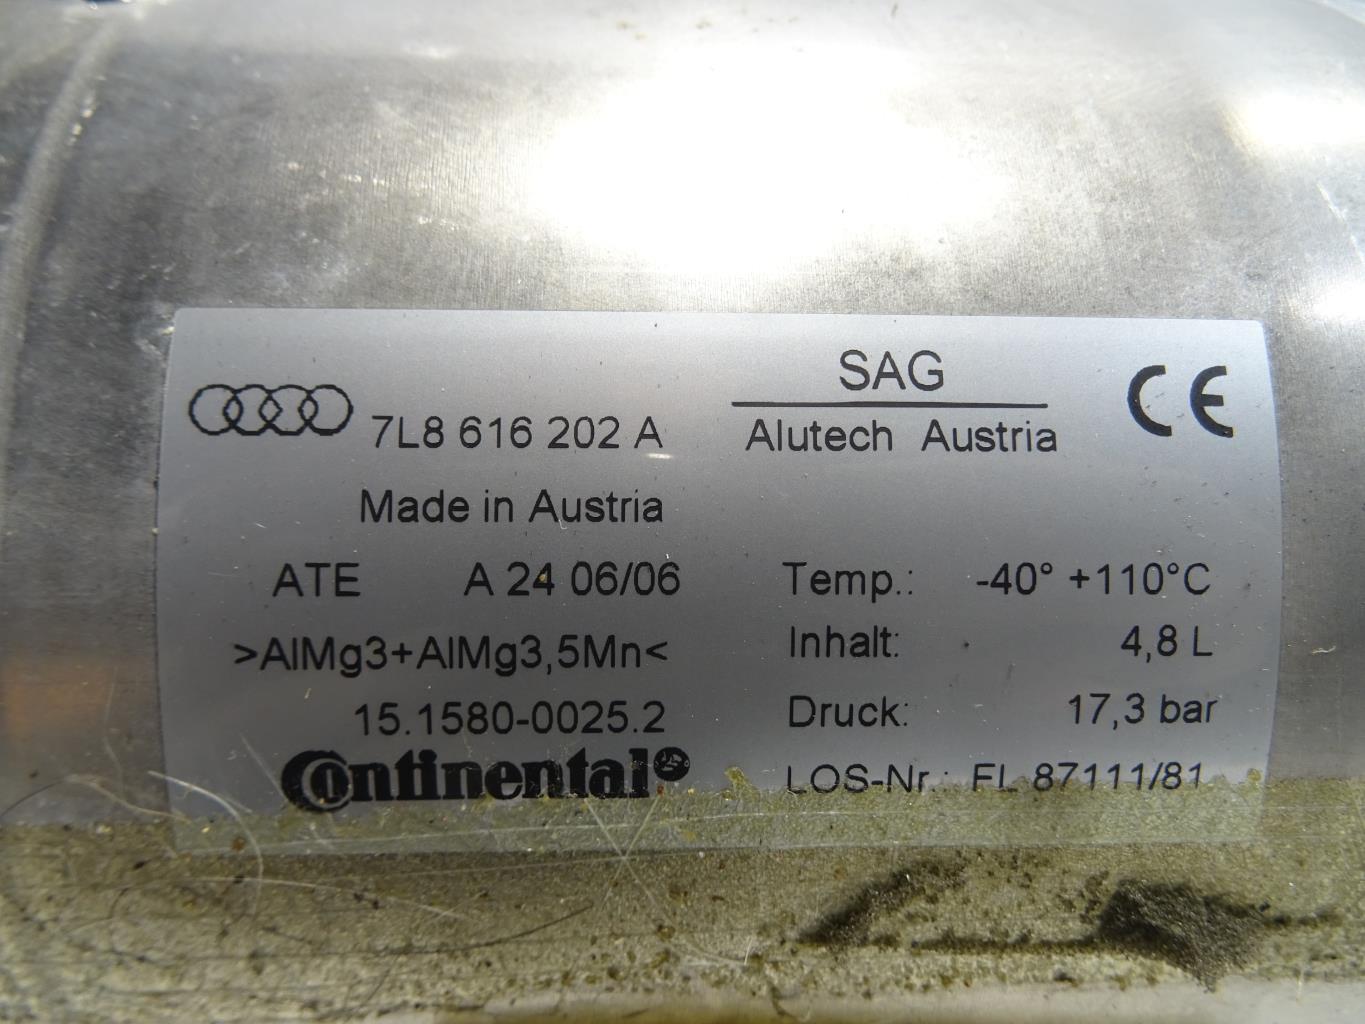 7L8 616 202 A
Made in Austria
ATE A 24 06/06
>AlMg3+AlMg3,5Mn<
15.1580-0025.2
Continental
SAG
Alutech Austria
CE
Temp.: -40° +110°C
Inhalt: 4,8 L
Druck: 17,3 bar
LOS-Nr.: FL 87111/81